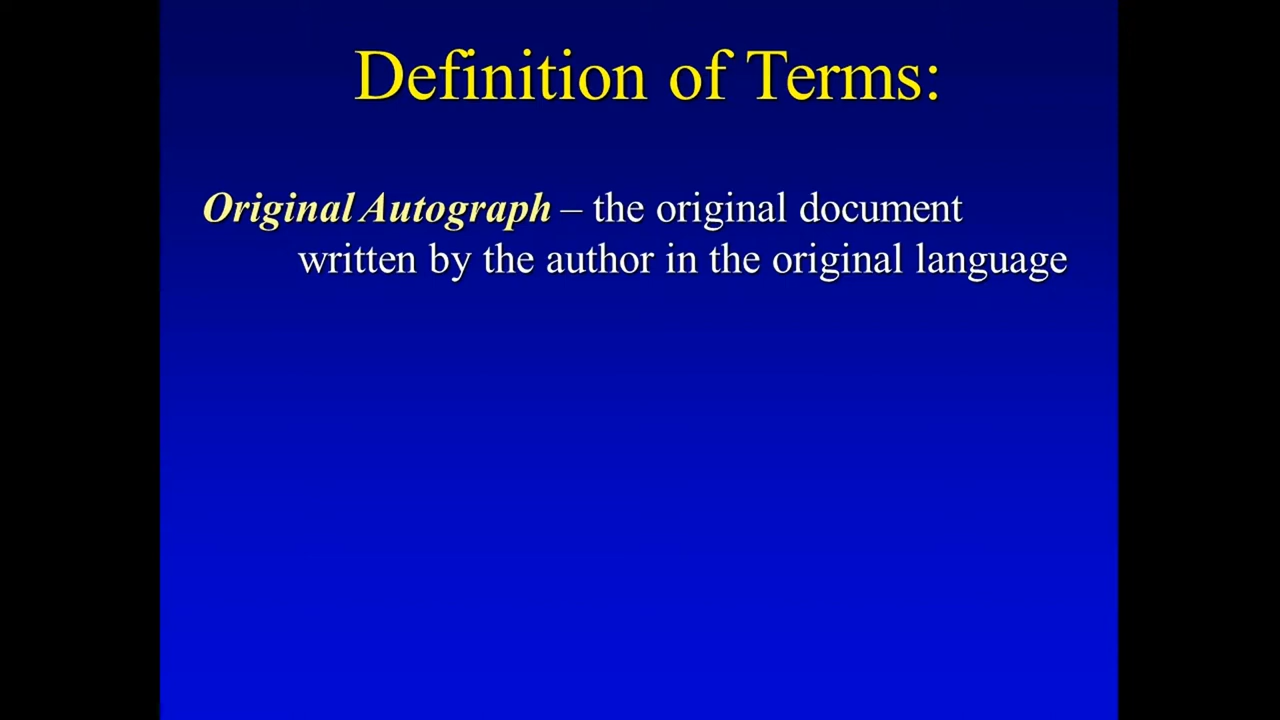 Definition of Terms:
Original Autograph – the original document
written by the author in the original language